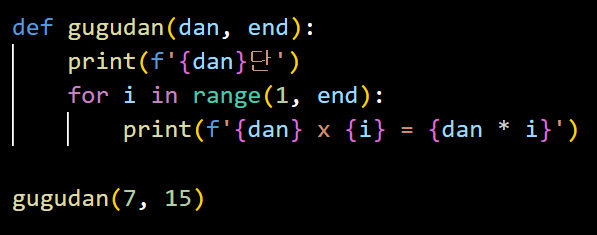 def gugudan(dan, end):
    print(f'{dan}단')
    for i in range(1, end):
        print(f'{dan} x {i} = {dan * i}')
gugudan(7, 15)